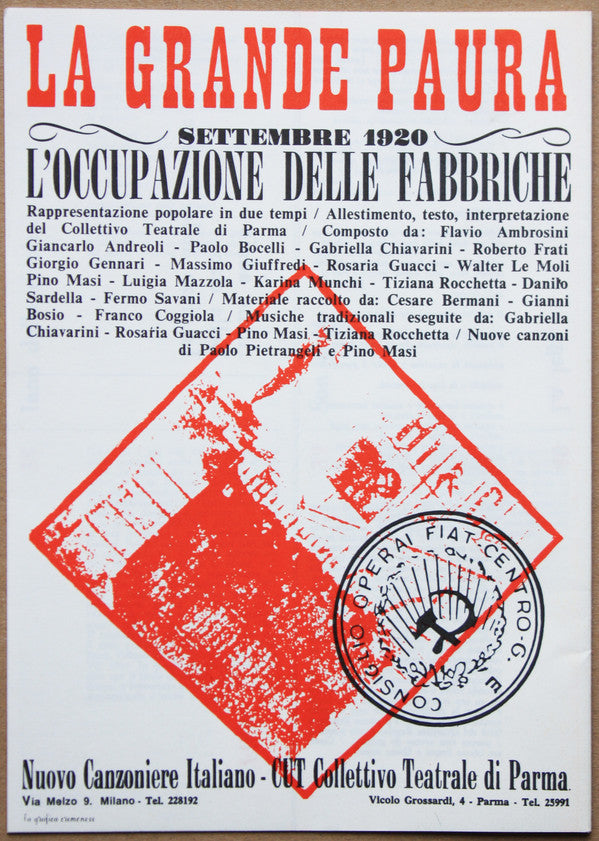 LA GRANDE PAURA
SETTEMBRE 1920
L'OCCUPAZIONE DELLE FABBRICHE
Rappresentazione popolare in due tempi / Allestimento, testo, interpretazione
del Collettivo Teatrale di Parma / Composto da: Flavio Ambrosini
Giancarlo Andreoli - Paolo Bocelli - Gabriella Chiavarini - Roberto Frati
Giorgio Gennari - Massimo Giuffredi - Rosaria Guacci - Walter Le Moli
Pino Masi - Luigia Mazzola - Karina Munchi - Tiziana Rocchetta - Danilo
Sardella - Fermo Savani / Materiale raccolto da: Cesare Bermani - Gianni
Bosio - Franco Coggiola / Musiche tradizionali eseguite da: Gabriella
Chiavarini - Rosaria Guacci - Pino Masi - Tiziana Rocchetta / Nuove canzoni
di Paolo Pietrangeli e Pino Masi
CONSIGLIO OPERAI FIAT-CENTRO-G. E
Nuovo Canzoniere Italiano - CUT Collettivo Teatrale di Parma.
Via Melzo 9. Milano - Tel. 228192
Vicolo Grossardi, 4 - Parma - Tel. 25991
la grafica cremonese